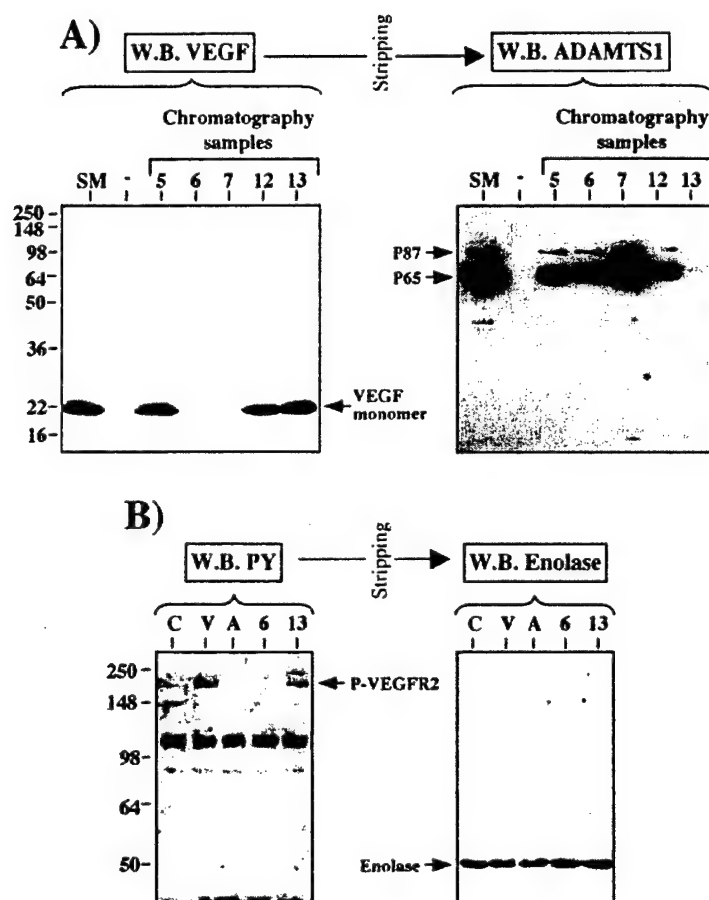 A)
W.B. VEGF
Stripping
W.B. ADAMTS1
Chromatography
samples
SM - 5 6 7 12 13
250
148
98
64
50
36
22
16
VEGF
monomer
Chromatography
samples
SM - 5 6 7 12 13
P87
P65
B)
W.B. PY
Stripping
W.B. Enolase
C V A 6 13
250
148
98
64
50
P-VEGFR2
C V A 6 13
Enolase